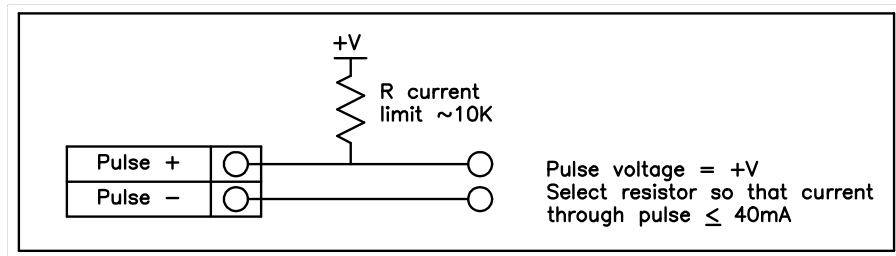 +V
R current
limit ~10K
Pulse +
Pulse −
Pulse voltage = +V
Select resistor so that current
through pulse ≤ 40mA